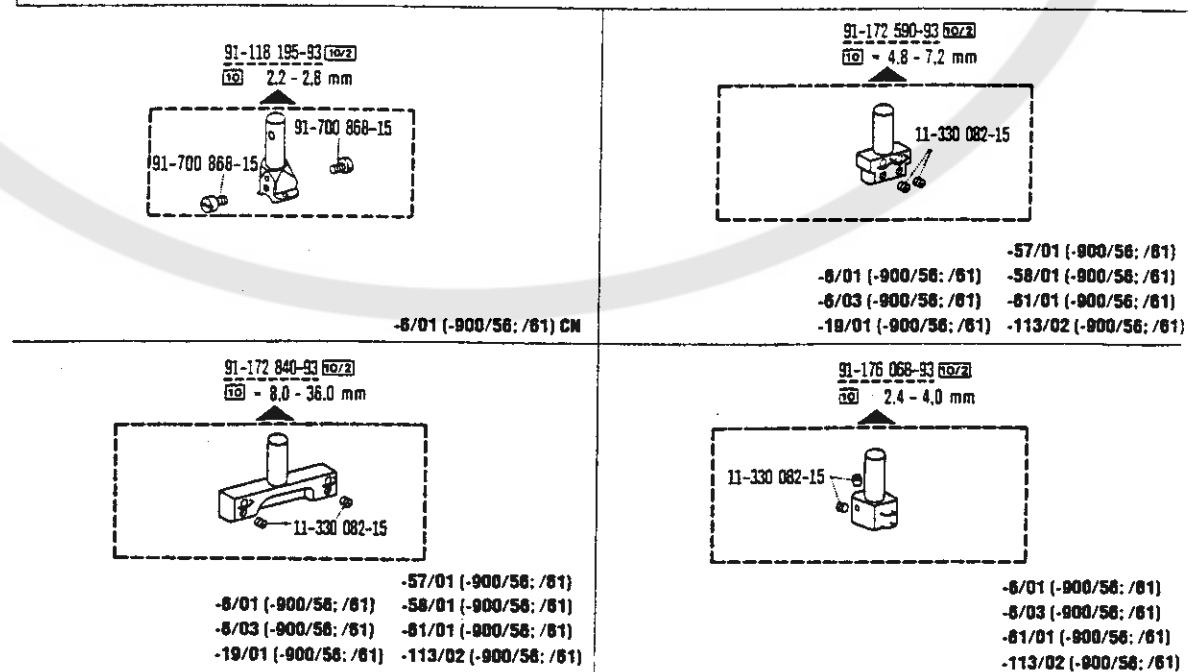 91-118 195-93 10/2
10 2.2 - 2.8 mm
91-700 868-15
91-700 868-15
-6/01 (-900/56; /61) CN
91-172 590-93 10/2
10 - 4.8 - 7.2 mm
11-330 082-15
-57/01 (-900/56; /61)
-6/01 (-900/56; /61) -58/01 (-900/56; /61)
-6/03 (-900/56; /61) -61/01 (-900/56; /61)
-19/01 (-900/56; /61) -113/02 (-900/56; /61)
91-172 840-93 10/2
10 - 8.0 - 36.0 mm
11-330 082-15
-57/01 (-900/56; /61)
-6/01 (-900/56; /61) -58/01 (-900/56; /61)
-6/03 (-900/56; /61) -61/01 (-900/56; /61)
-19/01 (-900/56; /61) -113/02 (-900/56; /61)
91-176 068-93 10/2
10 2.4 - 4.0 mm
11-330 082-15
-6/01 (-900/56; /61)
-6/03 (-900/56; /61)
-61/01 (-900/56; /61)
-113/02 (-900/56; /61)